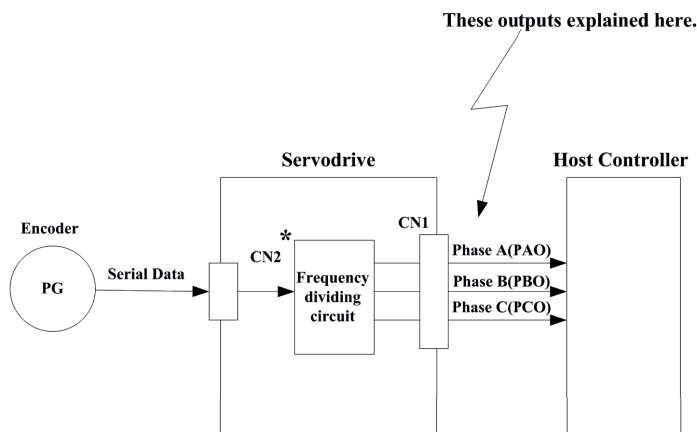 These outputs explained here.
Servodrive
Host Controller
Encoder
PG
Serial Data
CN2
*
Frequency
dividing
circuit
CN1
Phase A(PAO)
Phase B(PBO)
Phase C(PCO)